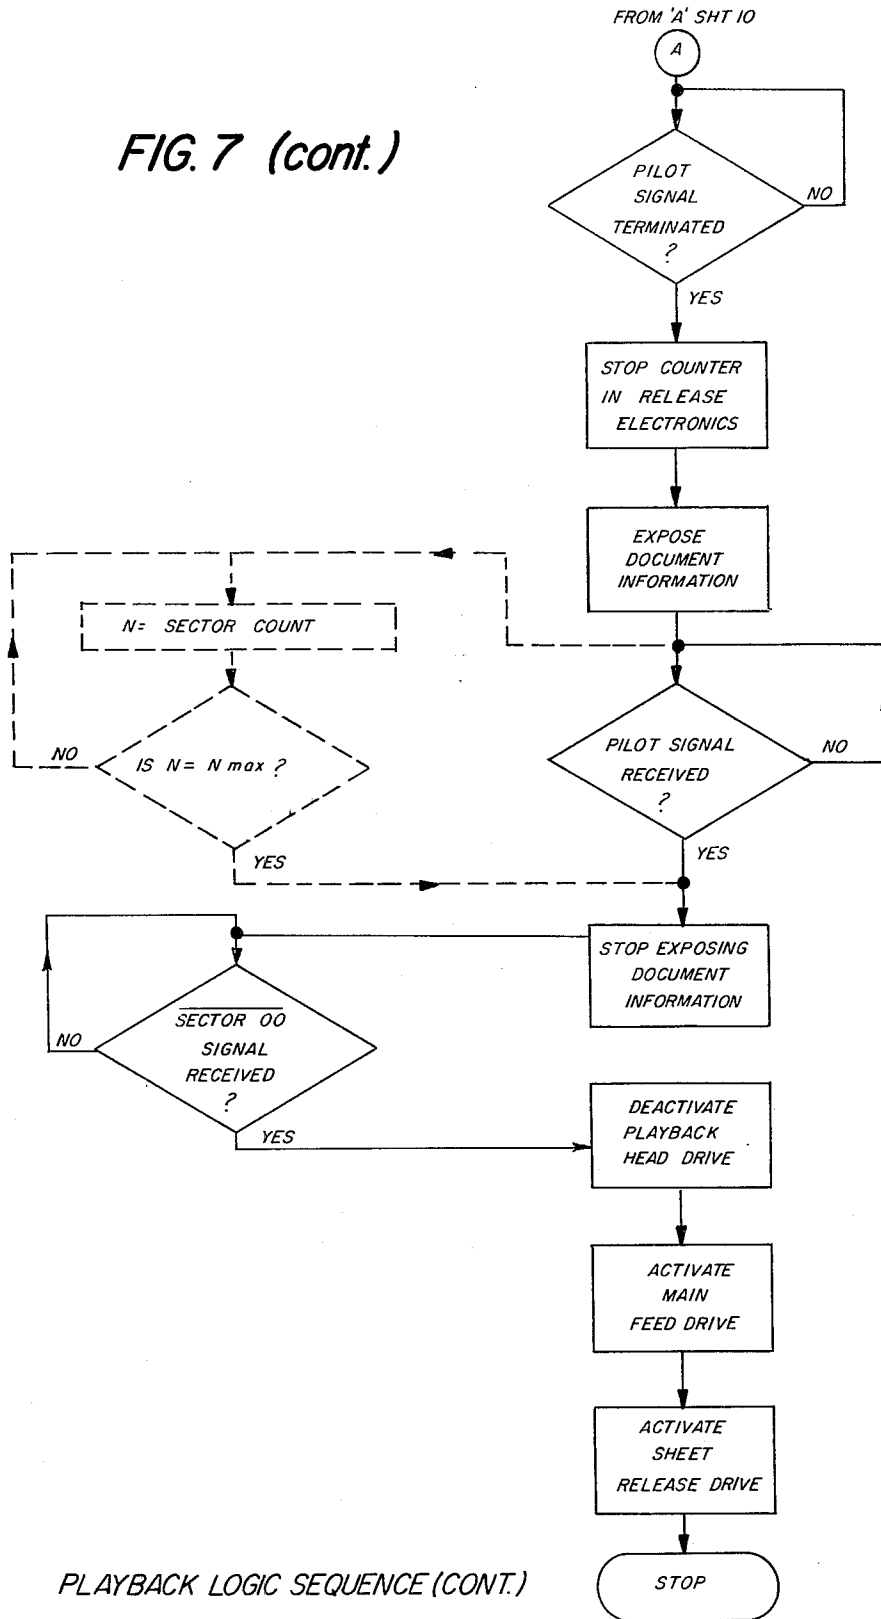 FROM 'A' SHT 10
A
FIG. 7 (cont.)
PILOT
SIGNAL
TERMINATED
?
NO
YES
STOP COUNTER
IN RELEASE
ELECTRONICS
EXPOSE
DOCUMENT
INFORMATION
N= SECTOR COUNT
IS N= N max ?
NO
YES
PILOT SIGNAL
RECEIVED
?
NO
YES
STOP EXPOSING
DOCUMENT
INFORMATION
SECTOR 00
SIGNAL
RECEIVED
?
NO
YES
DEACTIVATE
PLAYBACK
HEAD DRIVE
ACTIVATE
MAIN
FEED DRIVE
ACTIVATE
SHEET
RELEASE DRIVE
STOP
PLAYBACK LOGIC SEQUENCE (CONT.)